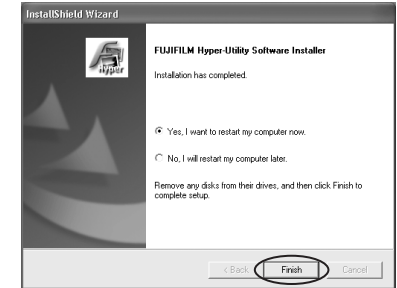 InstallShield Wizard
FUJIFILM Hyper-Utility Software Installer
Hyper
Installation has completed.
Yes, I want to restart my computer now.
No, I will restart my computer later.
Remove any disks from their drives, and then click Finish to
complete setup.
< Back
Finish
Cancel